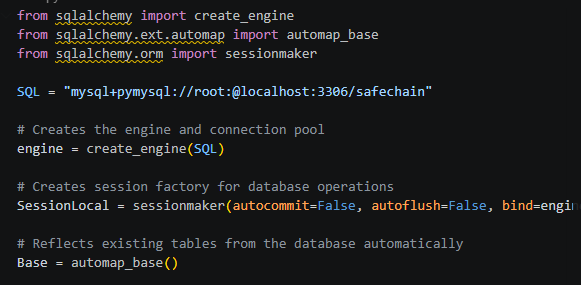 from sqlalchemy import create_engine
from sqlalchemy.ext.automap import automap_base
from sqlalchemy.orm import sessionmaker
SQL = "mysql+pymysql://root:@localhost:3306/safechain"
# Creates the engine and connection pool
engine = create_engine(SQL)
# Creates session factory for database operations
SessionLocal = sessionmaker(autocommit=False, autoflush=False, bind=engin
# Reflects existing tables from the database automatically
Base = automap_base()